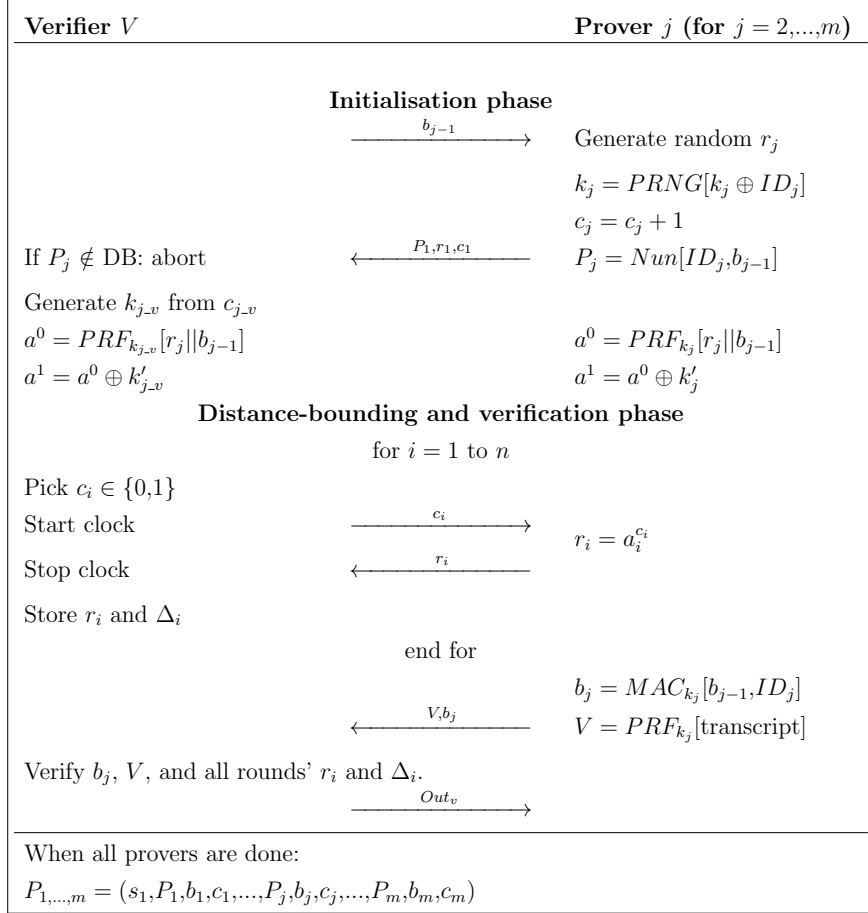 Verifier V Prover j (for j = 2,...,m)
Initialisation phase
b_{j−1} Generate random r_j
k_j = PRNG[k_j ⊕ ID_j]
c_j = c_j + 1
If P_j ∉ DB: abort P_1,r_1,c_1 P_j = Nun[ID_j,b_{j−1}]
Generate k_{j_v} from c_{j_v}
a^0 = PRF_{k_{j_v}}[r_j||b_{j−1}] a^0 = PRF_{k_j}[r_j||b_{j−1}]
a^1 = a^0 ⊕ k′_{j_v} a^1 = a^0 ⊕ k′_j
Distance-bounding and verification phase
for i = 1 to n
Pick c_i ∈ {0,1}
Start clock c_i
r_i = a_i^{c_i}
Stop clock r_i
Store r_i and Δ_i
end for
b_j = MAC_{k_j}[b_{j−1},ID_j]
V,b_j V = PRF_{k_j}[transcript]
Verify b_j, V, and all rounds’ r_i and Δ_i.
Out_v
When all provers are done:
P_{1,...,m} = (s_1,P_1,b_1,c_1,...,P_j,b_j,c_j,...,P_m,b_m,c_m)